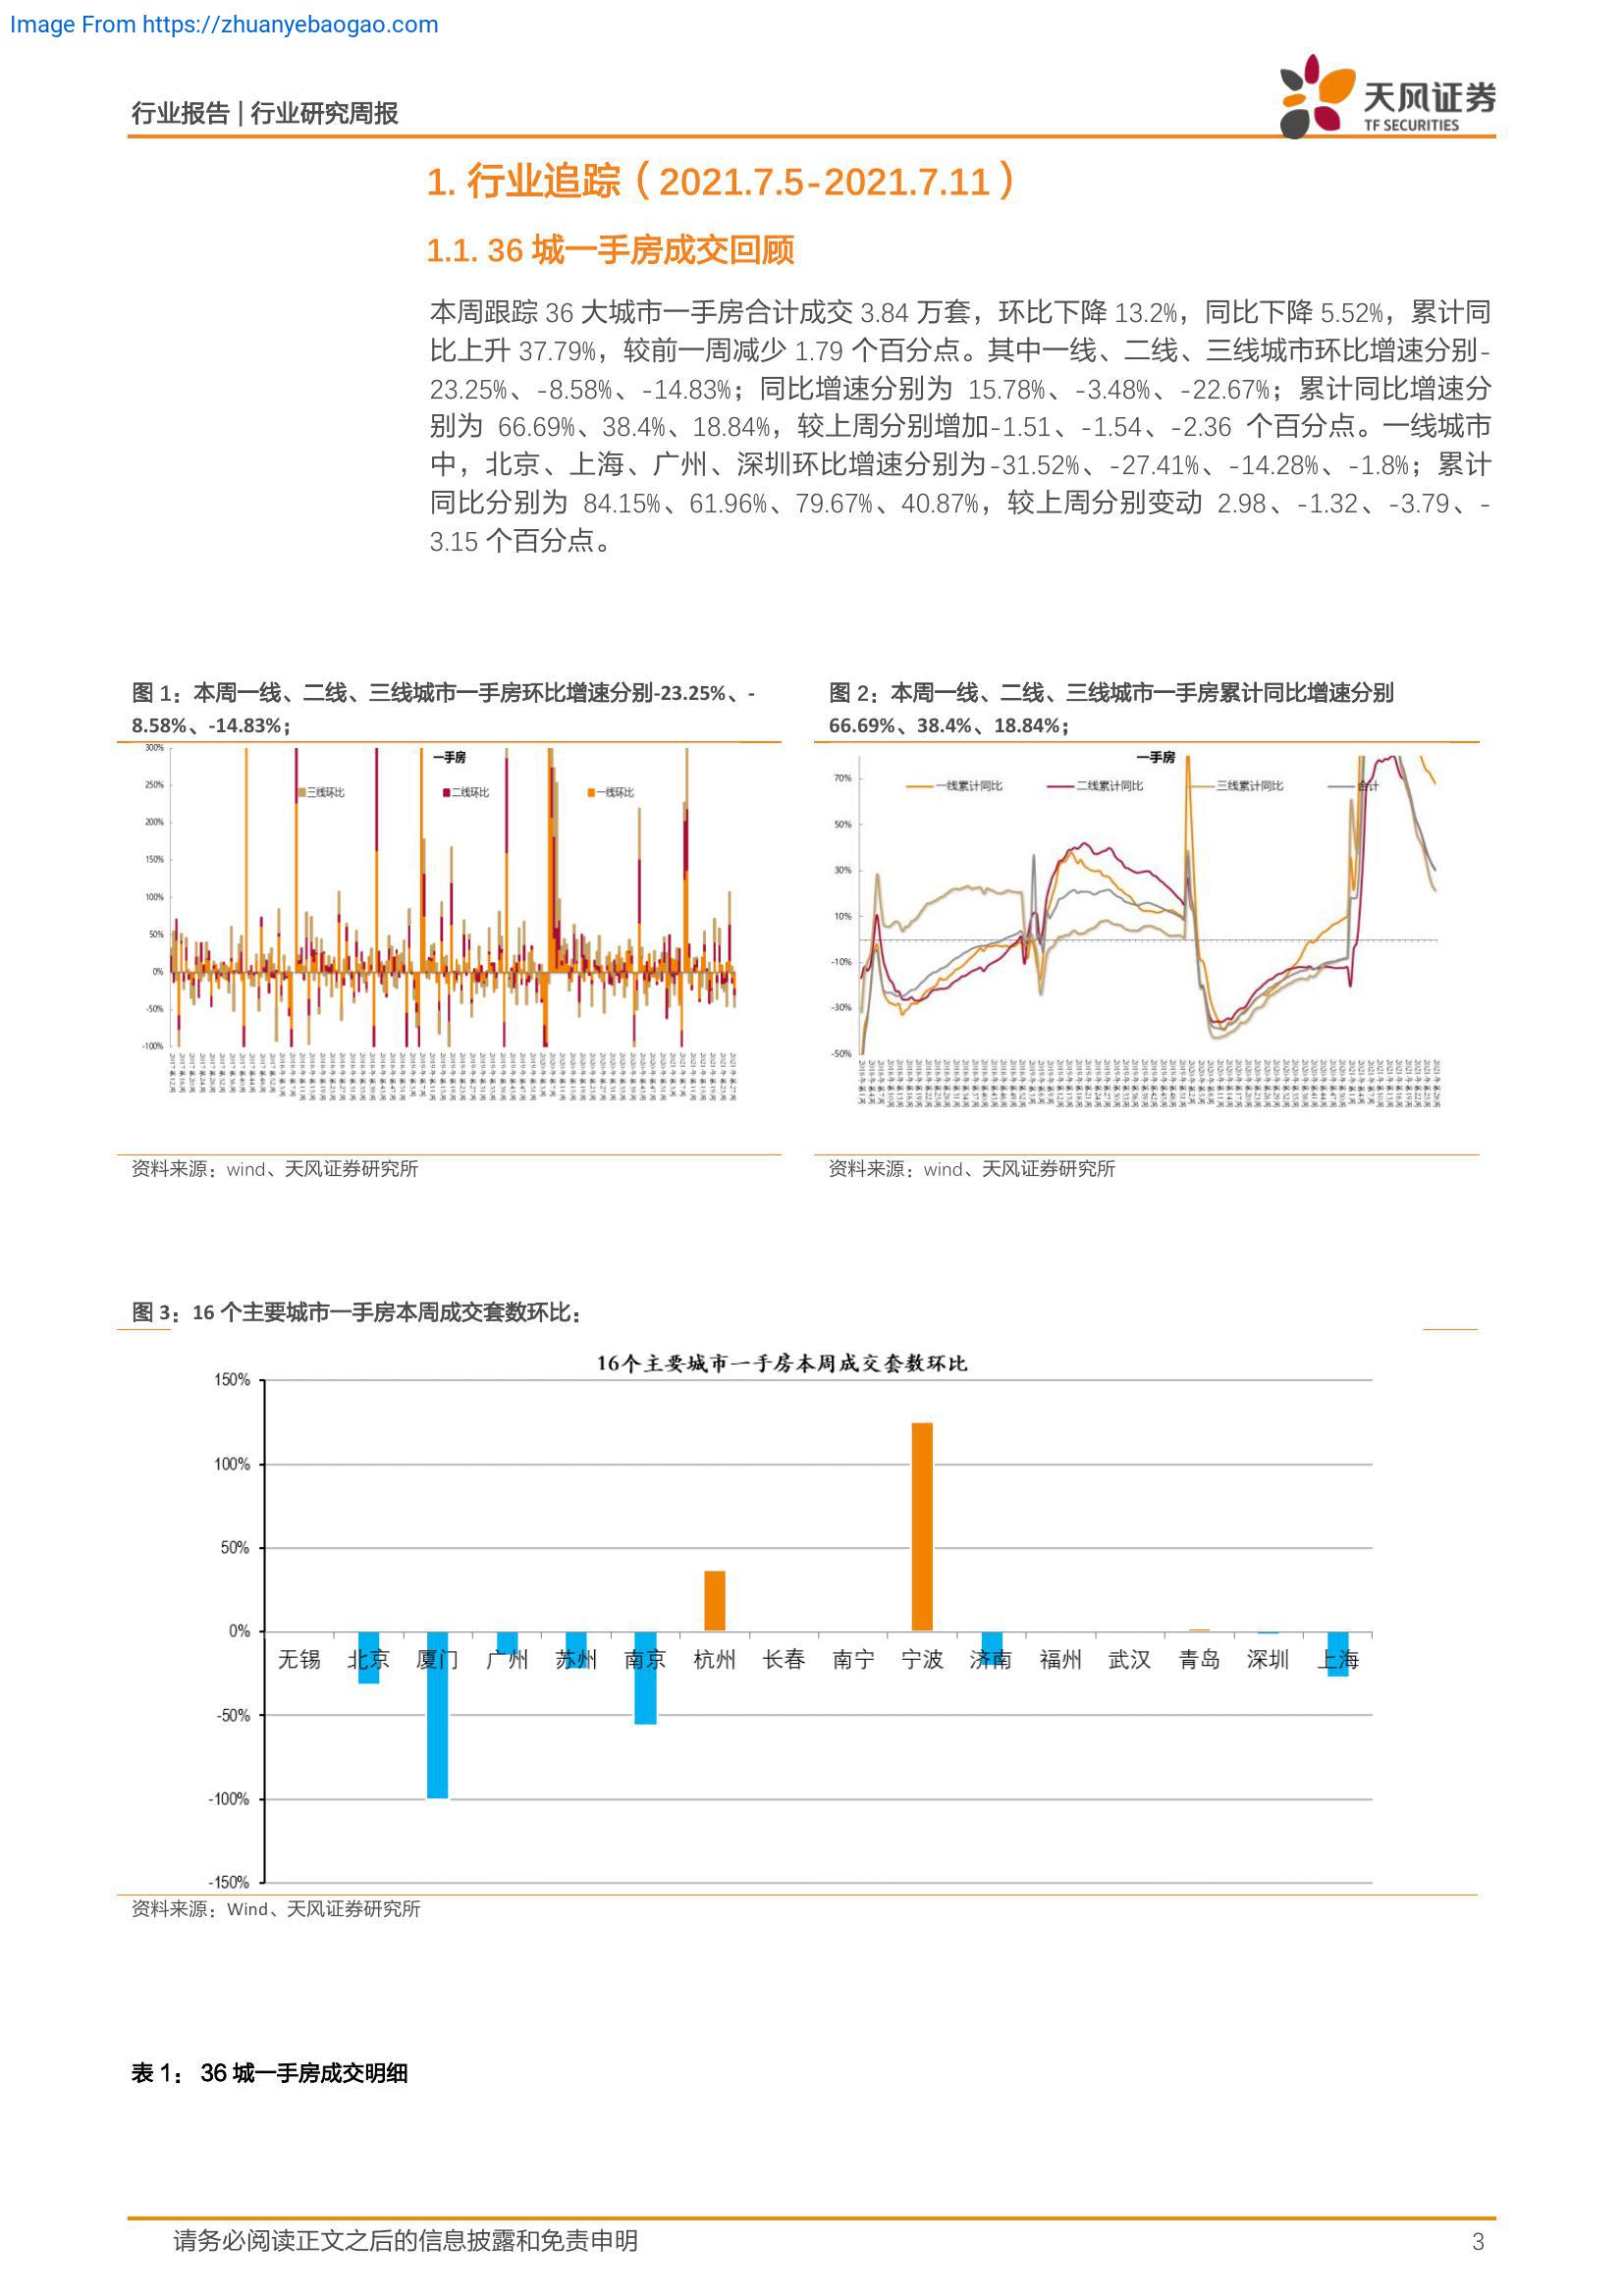 Image From https://zhuanyebaogao.com
行业报告 | 行业研究周报
天风证券
TF SECURITIES
1. 行业追踪（2021.7.5-2021.7.11）
1.1. 36 城一手房成交回顾
本周跟踪 36 大城市一手房合计成交 3.84 万套，环比下降 13.2%，同比下降 5.52%，累计同
比上升 37.79%，较前一周减少 1.79 个百分点。其中一线、二线、三线城市环比增速分别-
23.25%、-8.58%、-14.83%；同比增速分别为 15.78%、-3.48%、-22.67%；累计同比增速分
别为 66.69%、38.4%、18.84%，较上周分别增加-1.51、-1.54、-2.36 个百分点。一线城市
中，北京、上海、广州、深圳环比增速分别为-31.52%、-27.41%、-14.28%、-1.8%；累计
同比分别为 84.15%、61.96%、79.67%、40.87%，较上周分别变动 2.98、-1.32、-3.79、-
3.15 个百分点。
图 1：本周一线、二线、三线城市一手房环比增速分别-23.25%、-
8.58%、-14.83%；
一手房
三线环比 二线环比 一线环比
300%
250%
200%
150%
100%
50%
0%
-50%
-100%
资料来源：wind、天风证券研究所
图 2：本周一线、二线、三线城市一手房累计同比增速分别
66.69%、38.4%、18.84%；
一手房
一线累计同比 二线累计同比 三线累计同比 合计
70%
50%
30%
10%
-10%
-30%
-50%
资料来源：wind、天风证券研究所
图 3：16 个主要城市一手房本周成交套数环比：
16个主要城市一手房本周成交套数环比
150%
100%
50%
0%
-50%
-100%
-150%
无锡 北京 厦门 广州 苏州 南京 杭州 长春 南宁 宁波 济南 福州 武汉 青岛 深圳 上海
资料来源：Wind、天风证券研究所
表 1： 36 城一手房成交明细
请务必阅读正文之后的信息披露和免责申明 3